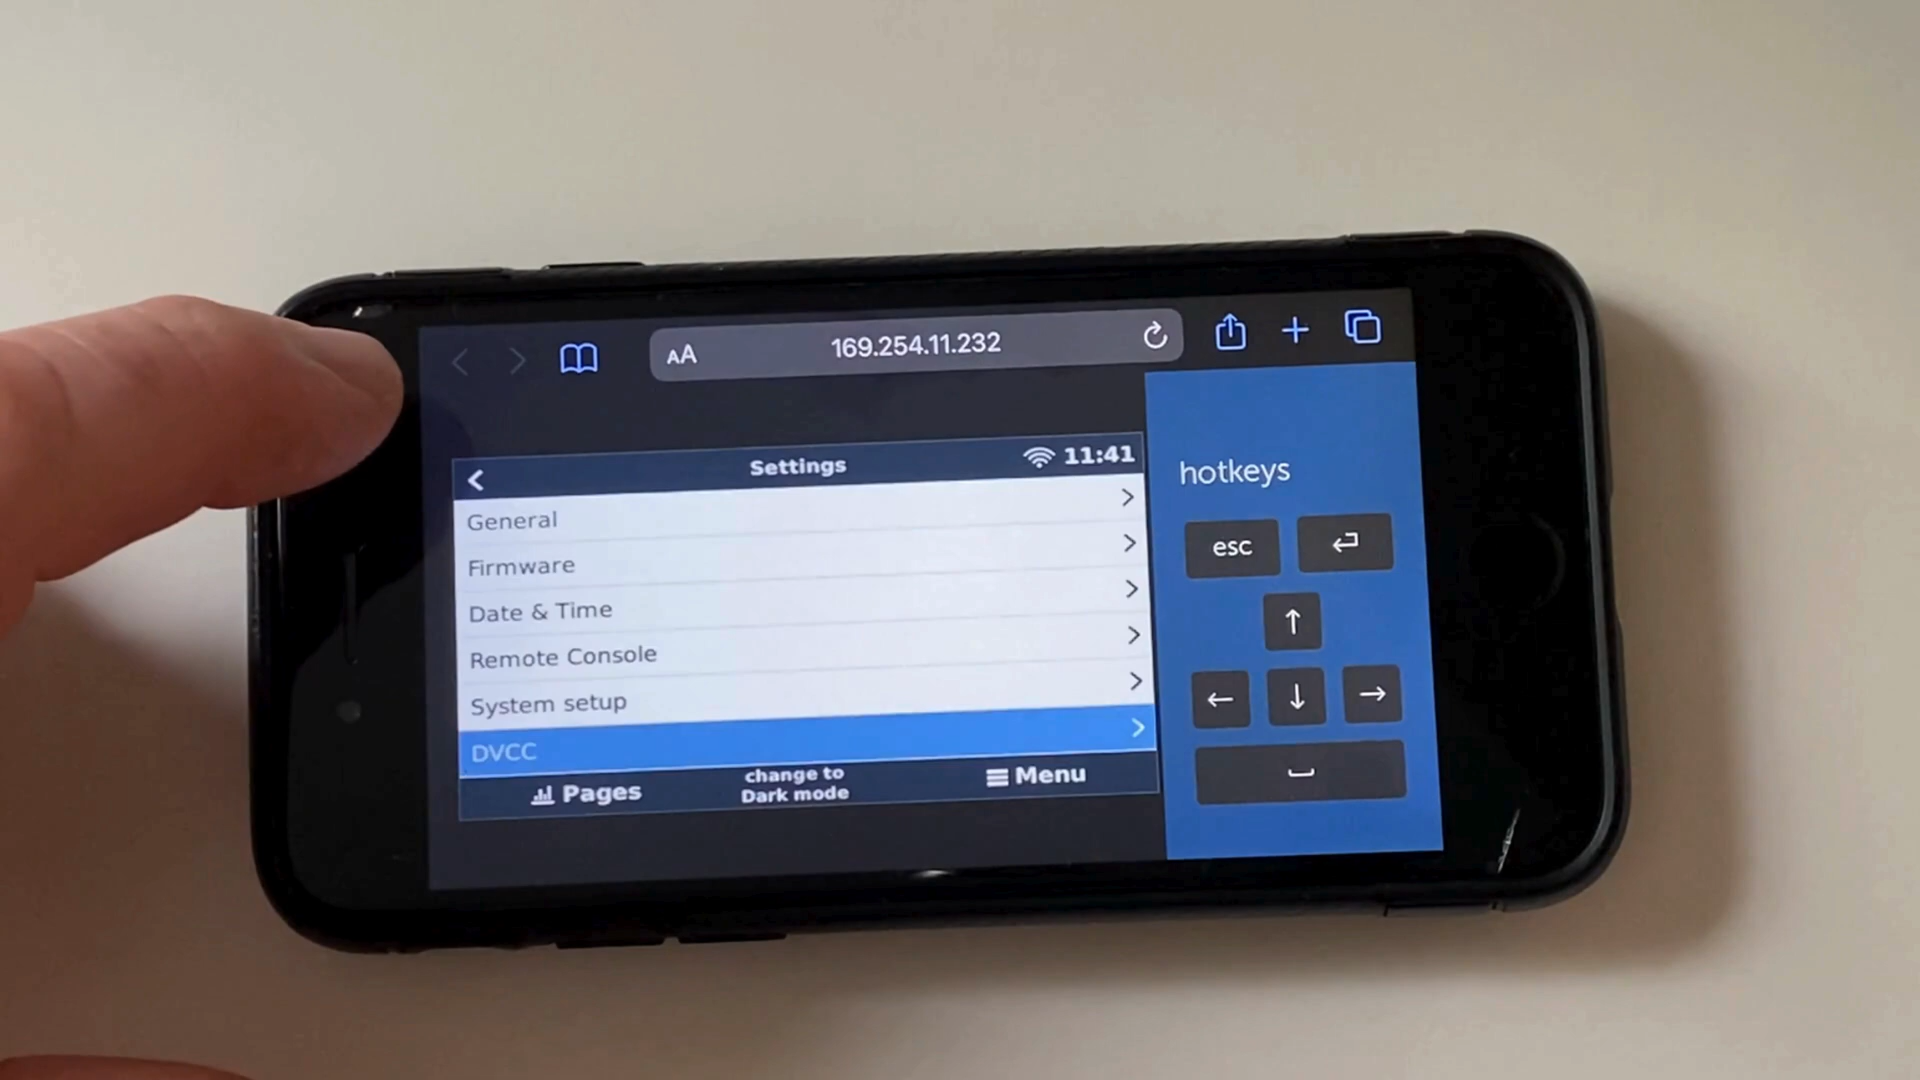 AA 169.254.11.232
Settings 11:41
General
Firmware
Date & Time
Remote Console
System setup
DVCC
Pages
change to
Dark mode
Menu
hotkeys
esc